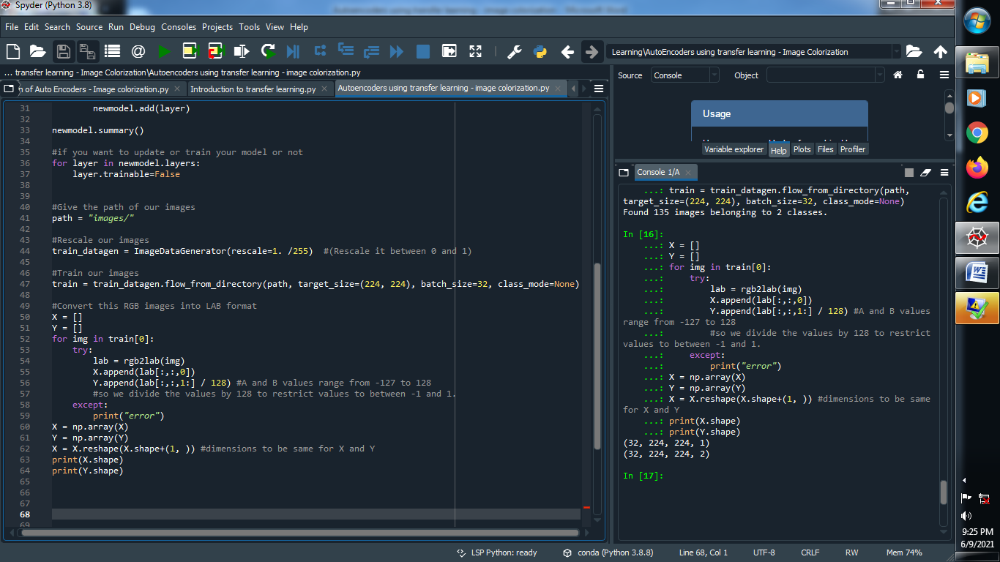 Spyder (Python 3.8)
File Edit Search Source Run Debug Consoles Projects Tools View Help
Learning\AutoEncoders using transfer learning - Image Colorization
... transfer learning - Image Colorization\Autoencoders using transfer learning - image colorization.py
n of Auto Encoders - Image colorization.py Introduction to transfer learning.py Autoencoders using transfer learning - image colorization.py
31 newmodel.add(layer)
32
33 newmodel.summary()
34
35 #if you want to update or train your model or not
36 for layer in newmodel.layers:
37 layer.trainable=False
38
39
40 #Give the path of our images
41 path = "images/"
42
43 #Rescale our images
44 train_datagen = ImageDataGenerator(rescale=1. /255) #(Rescale it between 0 and 1)
45
46 #Train our images
47 train = train_datagen.flow_from_directory(path, target_size=(224, 224), batch_size=32, class_mode=None)
48
49 #Convert this RGB images into LAB format
50 X = []
51 Y = []
52 for img in train[0]:
53 try:
54 lab = rgb2lab(img)
55 X.append(lab[:,:,0])
56 Y.append(lab[:,:,1:] / 128) #A and B values range from -127 to 128
57 #so we divide the values by 128 to restrict values to between -1 and 1.
58 except:
59 print("error")
60 X = np.array(X)
61 Y = np.array(Y)
62 X = X.reshape(X.shape+(1, )) #dimensions to be same for X and Y
63 print(X.shape)
64 print(Y.shape)
65
66
67
68
69
Source Console Object
Usage
Variable explorer Help Plots Files Profiler
Console 1/A
...: train = train_datagen.flow_from_directory(path,
target_size=(224, 224), batch_size=32, class_mode=None)
Found 135 images belonging to 2 classes.
In [16]:
...: X = []
...: Y = []
...: for img in train[0]:
...: try:
...: lab = rgb2lab(img)
...: X.append(lab[:,:,0])
...: Y.append(lab[:,:,1:] / 128) #A and B values
range from -127 to 128
...: #so we divide the values by 128 to restrict
values to between -1 and 1.
...: except:
...: print("error")
...: X = np.array(X)
...: Y = np.array(Y)
...: X = X.reshape(X.shape+(1, )) #dimensions to be same
for X and Y
...: print(X.shape)
...: print(Y.shape)
(32, 224, 224, 1)
(32, 224, 224, 2)
In [17]:
LSP Python: ready conda (Python 3.8.8) Line 68, Col 1 UTF-8 CRLF RW Mem 74%
9:25 PM
6/9/2021